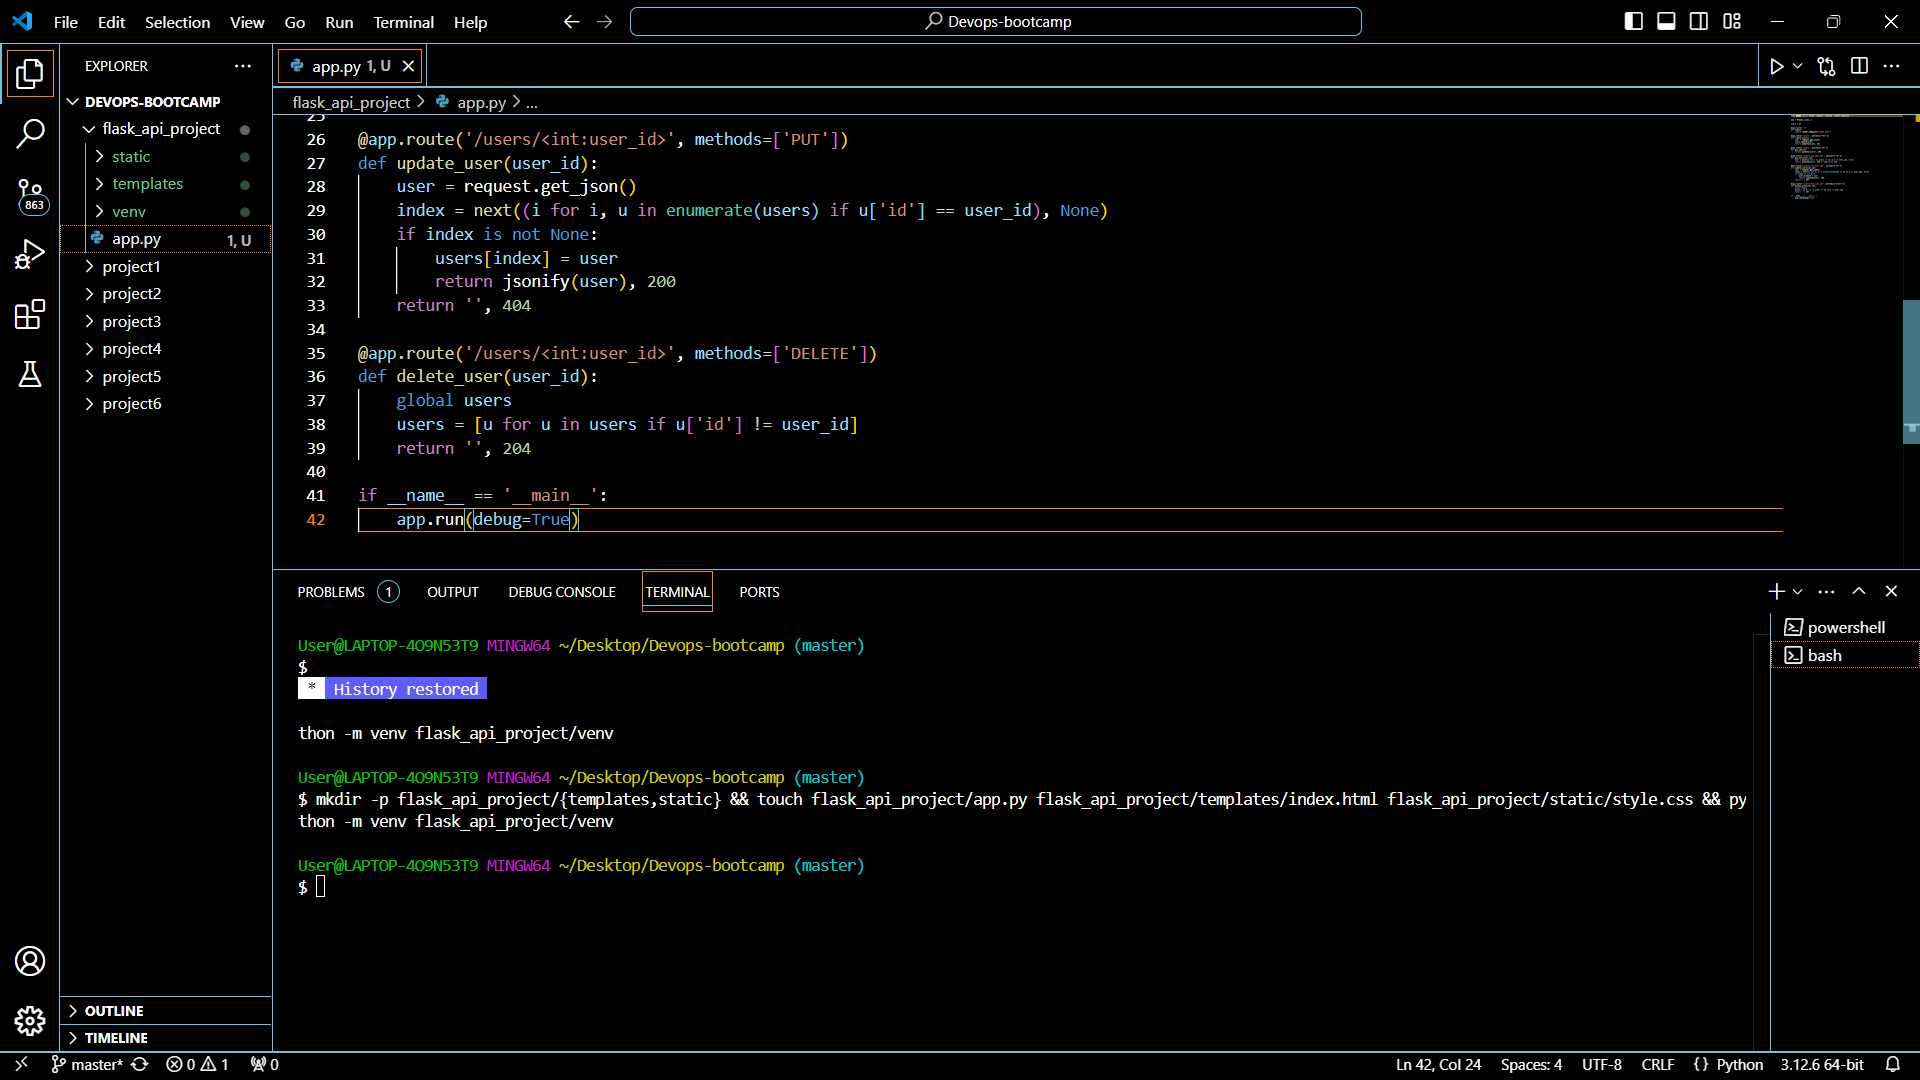 File Edit Selection View Go Run Terminal Help
Devops-bootcamp
EXPLORER
DEVOPS-BOOTCAMP
flask_api_project
static
templates
venv
app.py 1, U
project1
project2
project3
project4
project5
project6
OUTLINE
TIMELINE
863
app.py 1, U
flask_api_project > app.py > ...
25
26 @app.route('/users/<int:user_id>', methods=['PUT'])
27 def update_user(user_id):
28 user = request.get_json()
29 index = next((i for i, u in enumerate(users) if u['id'] == user_id), None)
30 if index is not None:
31 users[index] = user
32 return jsonify(user), 200
33 return '', 404
34
35 @app.route('/users/<int:user_id>', methods=['DELETE'])
36 def delete_user(user_id):
37 global users
38 users = [u for u in users if u['id'] != user_id]
39 return '', 204
40
41 if __name__ == '__main__':
42 app.run(debug=True)
PROBLEMS 1 OUTPUT DEBUG CONSOLE TERMINAL PORTS
User@LAPTOP-4O9N53T9 MINGW64 ~/Desktop/Devops-bootcamp (master)
$
* History restored
thon -m venv flask_api_project/venv
User@LAPTOP-4O9N53T9 MINGW64 ~/Desktop/Devops-bootcamp (master)
$ mkdir -p flask_api_project/{templates,static} && touch flask_api_project/app.py flask_api_project/templates/index.html flask_api_project/static/style.css && py
thon -m venv flask_api_project/venv
User@LAPTOP-4O9N53T9 MINGW64 ~/Desktop/Devops-bootcamp (master)
$
powershell
bash
master* 0 1 0
Ln 42, Col 24 Spaces: 4 UTF-8 CRLF {} Python 3.12.6 64-bit